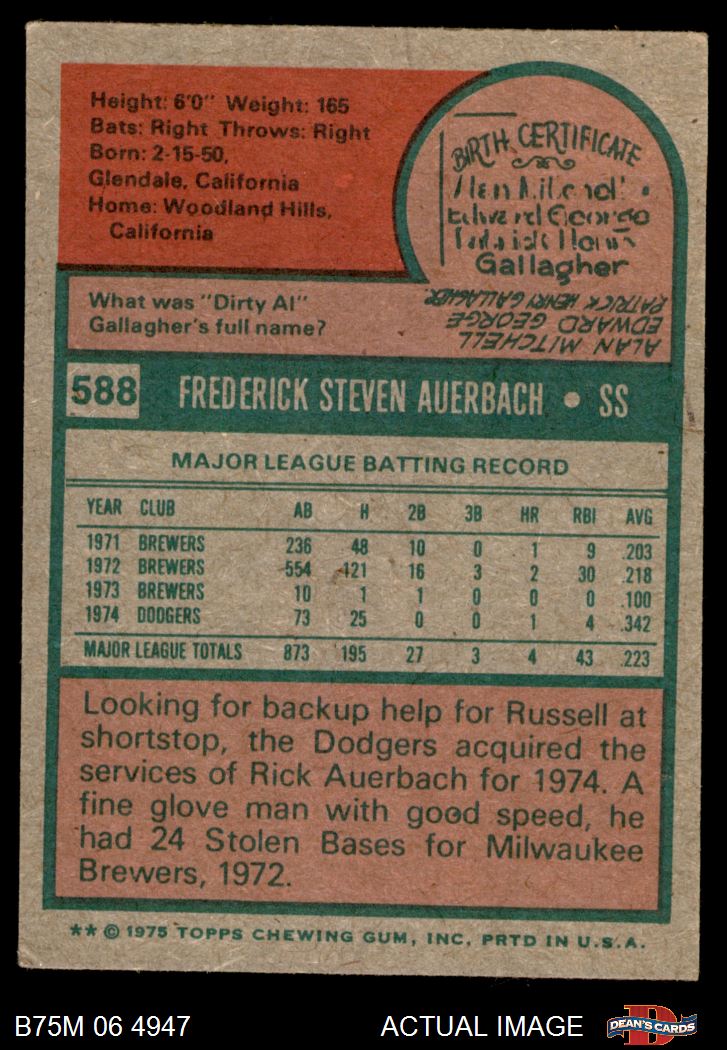 Height: 6'0" Weight: 165
Bats: Right Throws: Right
Born: 2-15-50,
Glendale, California
Home: Woodland Hills,
California
BIRTH CERTIFICATE
Gallagher
What was "Dirty Al"
Gallagher's full name?
ALAN MITCHELL
EDWARD GEORGE
PATRICK HENRY GALLAGHER.
588 FREDERICK STEVEN AUERBACH • SS
MAJOR LEAGUE BATTING RECORD
YEAR CLUB AB H 2B 3B HR RBI AVG
1971 BREWERS 236 48 10 0 1 9 .203
1972 BREWERS 554 121 16 3 2 30 .218
1973 BREWERS 10 1 1 0 0 0 .100
1974 DODGERS 73 25 0 0 1 4 .342
MAJOR LEAGUE TOTALS 873 195 27 3 4 43 .223
Looking for backup help for Russell at
shortstop, the Dodgers acquired the
services of Rick Auerbach for 1974. A
fine glove man with good speed, he
had 24 Stolen Bases for Milwaukee
Brewers, 1972.
** © 1975 TOPPS CHEWING GUM, INC. PRTD IN U.S.A.
B75M 06 4947 ACTUAL IMAGE DEAN'S CARDS